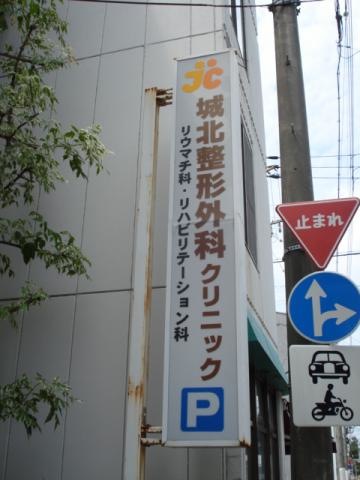 JC
城北整形外科クリニック
リウマチ科・リハビリテーション科
P
止まれ